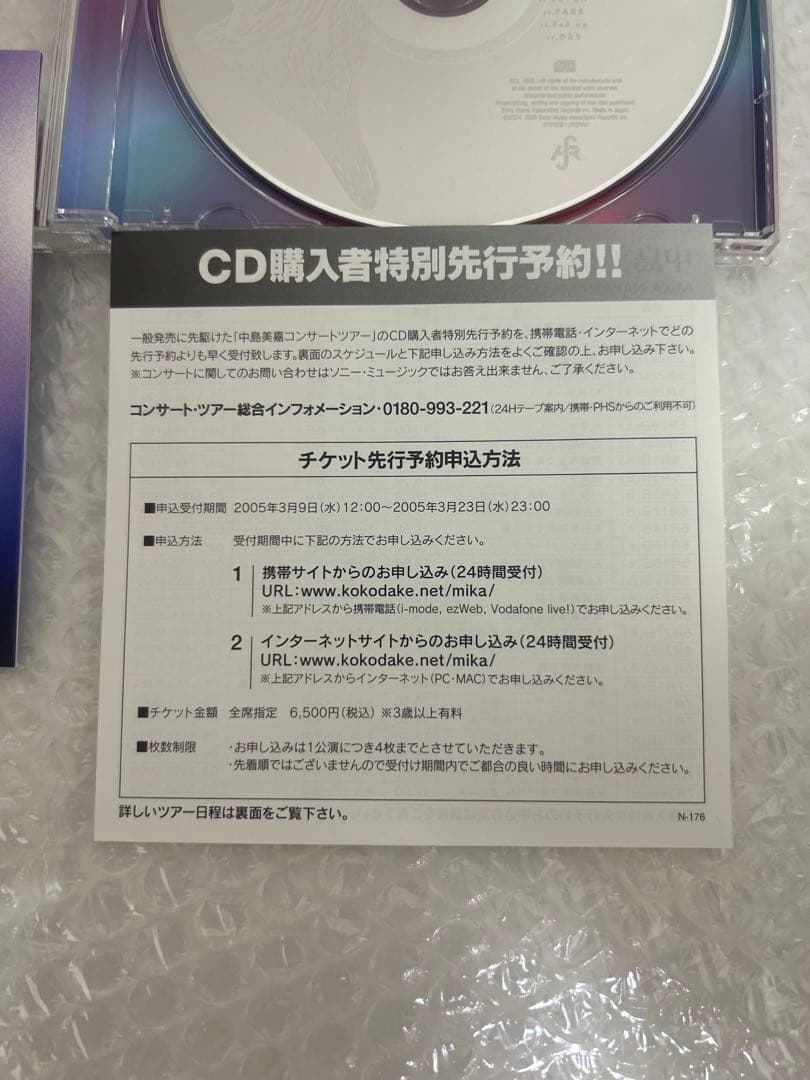 CD購入者特別先行予約!!
一般発売に先駆けた「中島美嘉コンサートツアー」のCD購入者特別先行予約を、携帯電話・インターネットでどの
先行予約よりも早く受付致します。裏面のスケジュールと下記申し込み方法をよくご確認の上、お申し込み下さい。
※コンサートに関してのお問い合わせはソニー・ミュージックではお答え出来ません、ご了承ください。
コンサート・ツアー総合インフォメーション・0180-993-221(24Hテープ案内/携帯・PHSからのご利用不可)
チケット先行予約申込方法
■申込受付期間 2005年3月9日(水)12:00〜2005年3月23日(水)23:00
■申込方法 受付期間中に下記の方法でお申し込みください。
1 携帯サイトからのお申し込み(24時間受付)
URL:www.kokodake.net/mika/
※上記アドレスから携帯電話(i-mode, ezWeb, Vodafone live!)でお申し込みください。
2 インターネットサイトからのお申し込み(24時間受付)
URL:www.kokodake.net/mika/
※上記アドレスからインターネット(PC・MAC)でお申し込みください。
■チケット金額 全席指定 6,500円(税込) ※3歳以上有料
■枚数制限 ・お申し込みは1公演につき4枚までとさせていただきます。
・先着順ではございませんので受付け期間内でご都合の良い時間にお申し込みください。
詳しいツアー日程は裏面をご覧下さい。
N-176